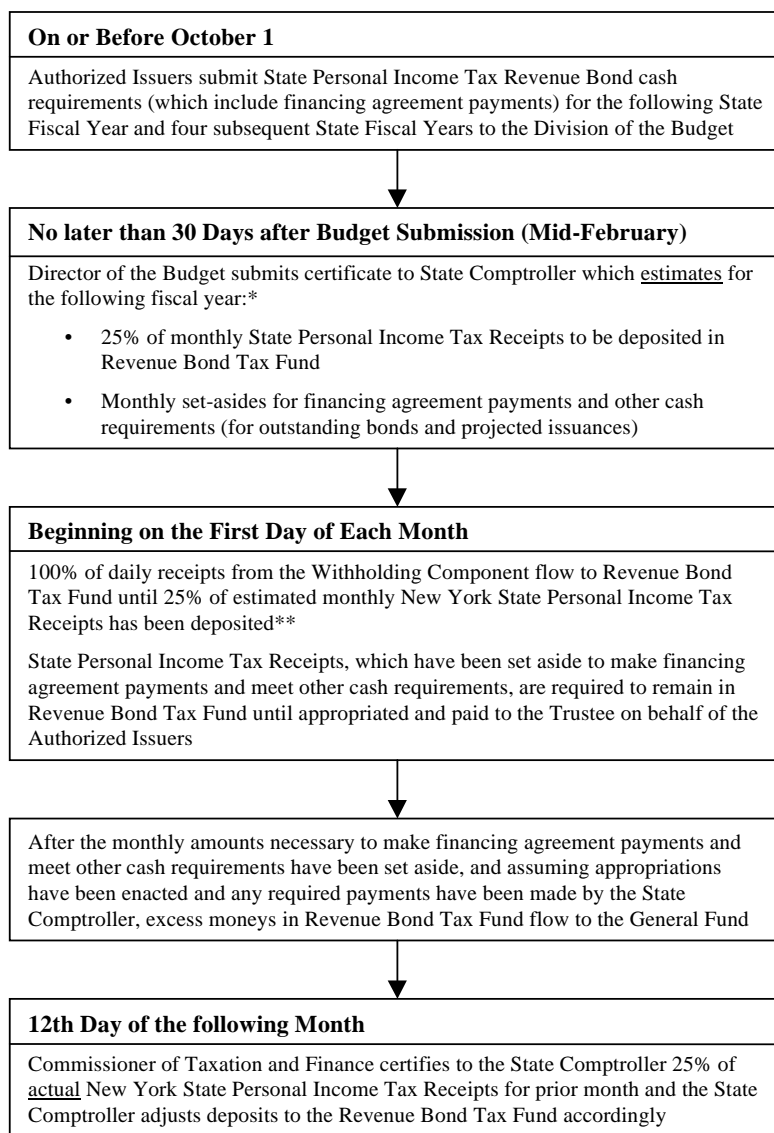 On or Before October 1
Authorized Issuers submit State Personal Income Tax Revenue Bond cash
requirements (which include financing agreement payments) for the following State
Fiscal Year and four subsequent State Fiscal Years to the Division of the Budget
No later than 30 Days after Budget Submission (Mid-February)
Director of the Budget submits certificate to State Comptroller which estimates for
the following fiscal year:*
• 25% of monthly State Personal Income Tax Receipts to be deposited in
Revenue Bond Tax Fund
• Monthly set-asides for financing agreement payments and other cash
requirements (for outstanding bonds and projected issuances)
Beginning on the First Day of Each Month
100% of daily receipts from the Withholding Component flow to Revenue Bond
Tax Fund until 25% of estimated monthly New York State Personal Income Tax
Receipts has been deposited**
State Personal Income Tax Receipts, which have been set aside to make financing
agreement payments and meet other cash requirements, are required to remain in
Revenue Bond Tax Fund until appropriated and paid to the Trustee on behalf of the
Authorized Issuers
After the monthly amounts necessary to make financing agreement payments and
meet other cash requirements have been set aside, and assuming appropriations
have been enacted and any required payments have been made by the State
Comptroller, excess moneys in Revenue Bond Tax Fund flow to the General Fund
12th Day of the following Month
Commissioner of Taxation and Finance certifies to the State Comptroller 25% of
actual New York State Personal Income Tax Receipts for prior month and the State
Comptroller adjusts deposits to the Revenue Bond Tax Fund accordingly